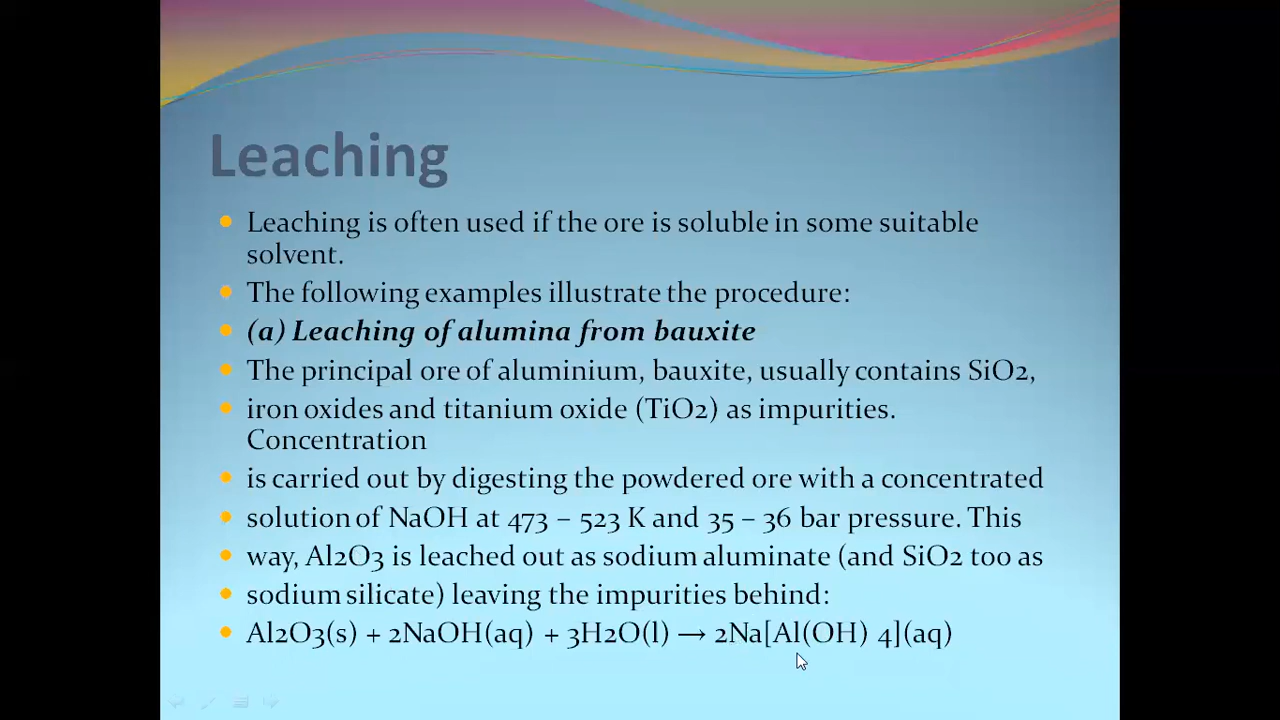 Leaching
Leaching is often used if the ore is soluble in some suitable
solvent.
The following examples illustrate the procedure:
(a) Leaching of alumina from bauxite
The principal ore of aluminium, bauxite, usually contains SiO2,
iron oxides and titanium oxide (TiO2) as impurities.
Concentration
is carried out by digesting the powdered ore with a concentrated
solution of NaOH at 473 – 523 K and 35 – 36 bar pressure. This
way, Al2O3 is leached out as sodium aluminate (and SiO2 too as
sodium silicate) leaving the impurities behind:
Al2O3(s) + 2NaOH(aq) + 3H2O(l) → 2Na[Al(OH) 4](aq)